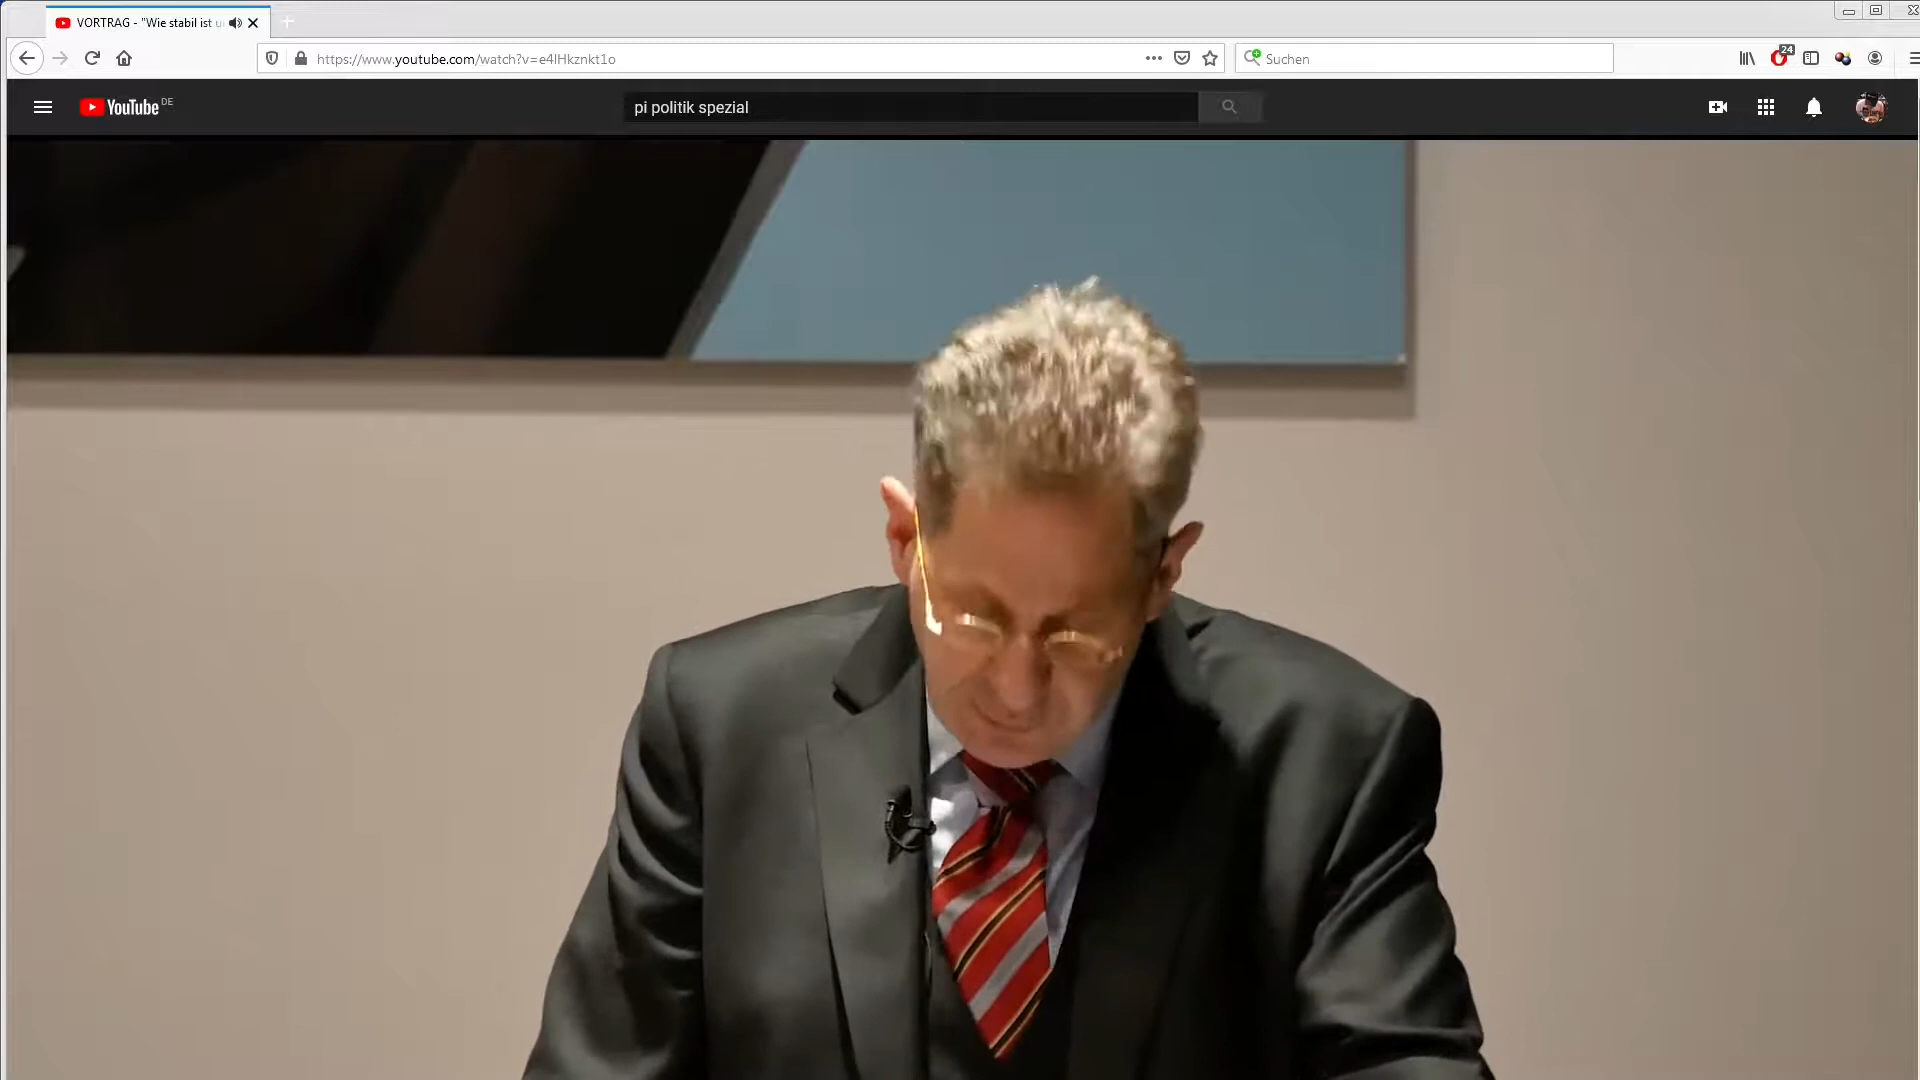 VORTRAG - "Wie stabil ist u
https://www.youtube.com/watch?v=e4lHkznkt1o
Suchen
24
YouTube DE
pi politik spezial